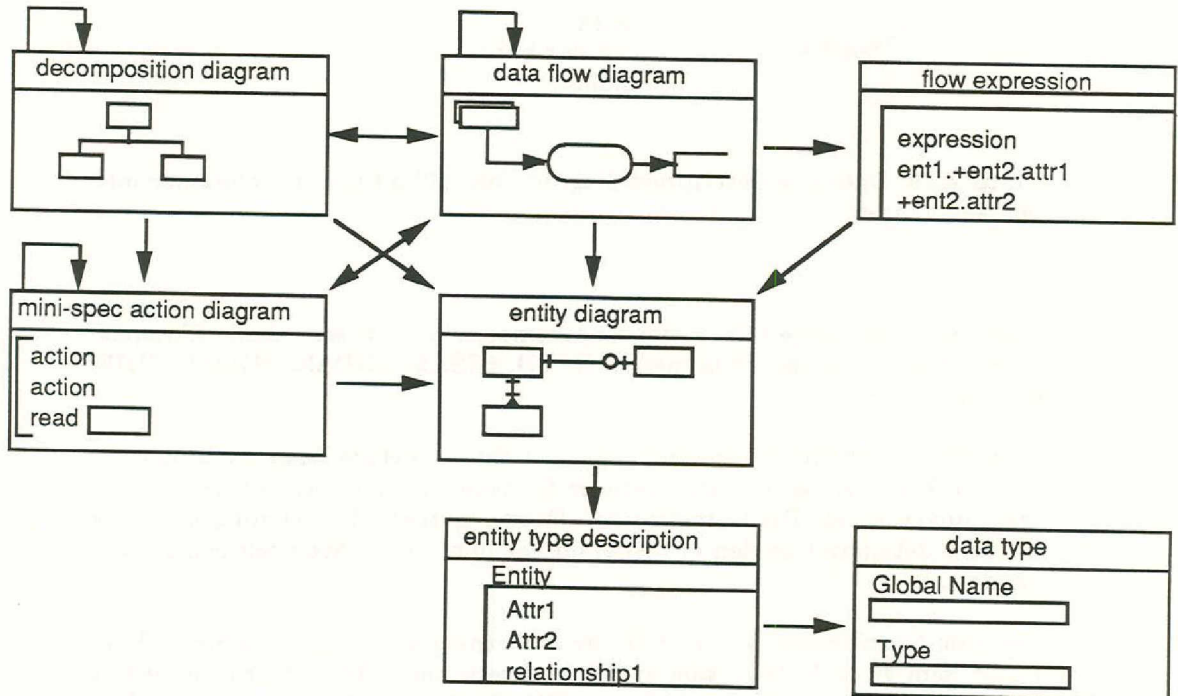 decomposition diagram
data flow diagram
flow expression
expression
ent1.+ent2.attr1
+ent2.attr2
mini-spec action diagram
action
action
read
entity diagram
entity type description
Entity
Attr1
Attr2
relationship1
data type
Global Name
Type